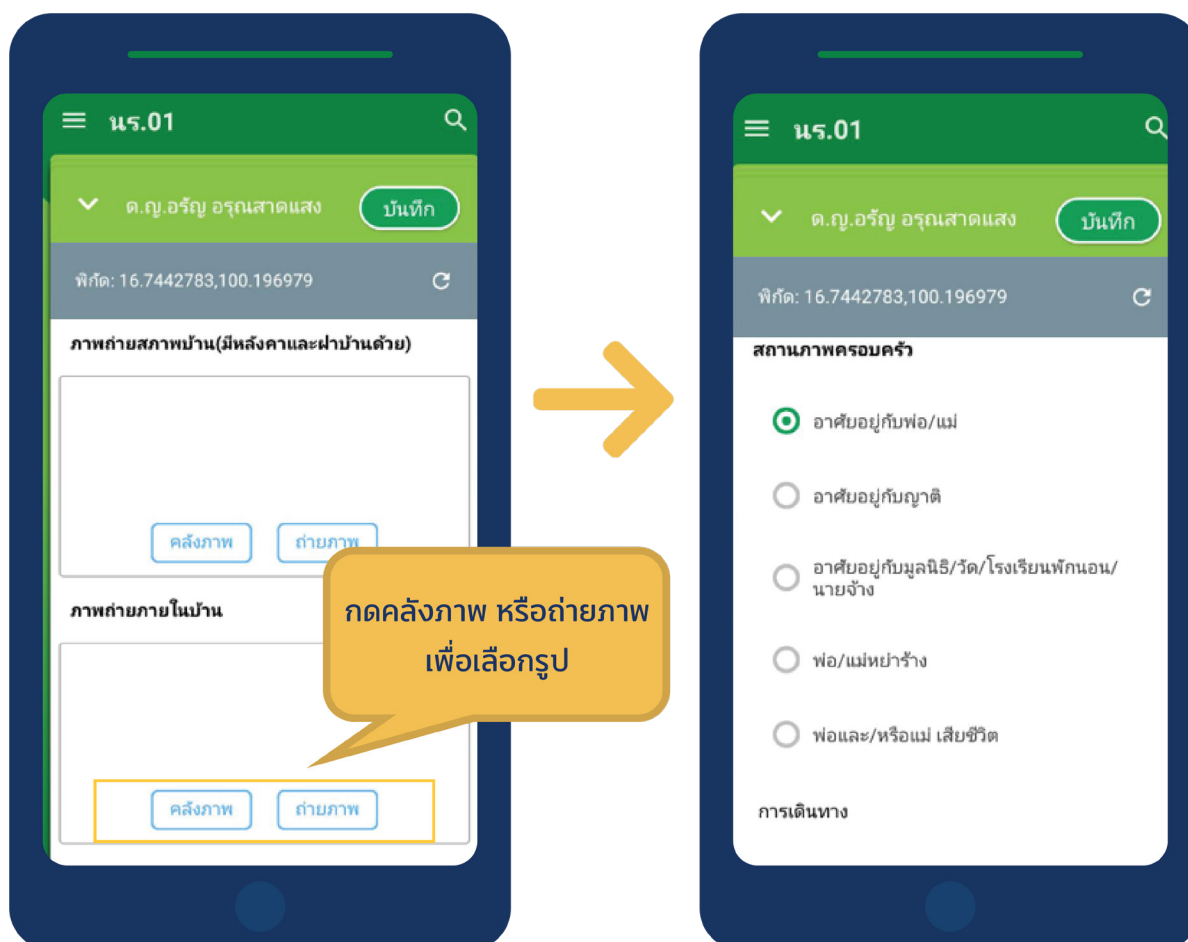 นร.01
ด.ญ.อรัญ อรุณสาดแสง
บันทึก
พิกัด: 16.7442783,100.196979
ภาพถ่ายสภาพบ้าน(มีหลังคาและฝาบ้านด้วย)
คลังภาพ
ถ่ายภาพ
ภาพถ่ายภายในบ้าน
กดคลังภาพ หรือถ่ายภาพ
เพื่อเลือกรูป
คลังภาพ
ถ่ายภาพ
นร.01
ด.ญ.อรัญ อรุณสาดแสง
บันทึก
พิกัด: 16.7442783,100.196979
สถานภาพครอบครัว
อาศัยอยู่กับพ่อ/แม่
อาศัยอยู่กับญาติ
อาศัยอยู่กับมูลนิธิ/วัด/โรงเรียนพักนอน/
นายจ้าง
พ่อ/แม่หย่าร้าง
พ่อและ/หรือแม่ เสียชีวิต
การเดินทาง